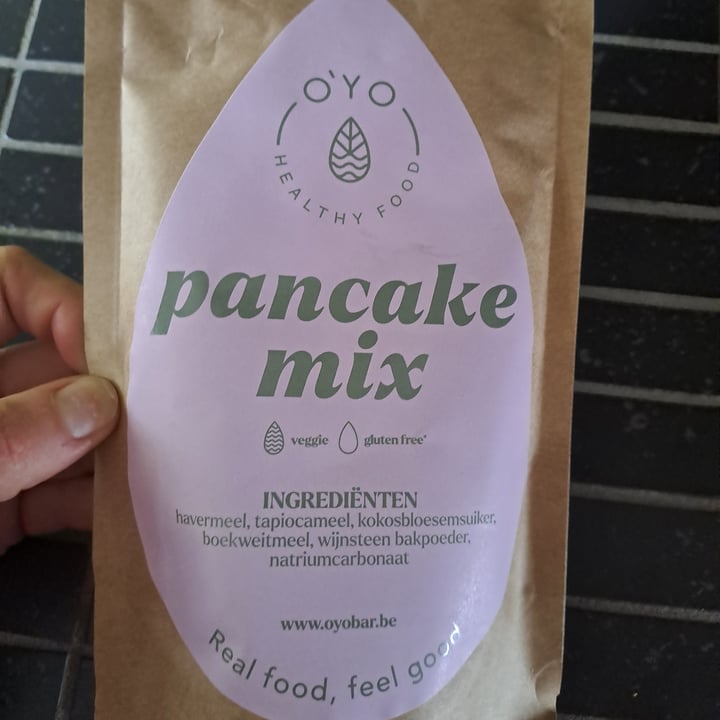 O'YO
HEALTHY FOOD
pancake
mix
veggie gluten free*
INGREDIËNTEN
havermeel, tapiocameel, kokosbloesemsuiker,
boekweitmeel, wijnsteen bakpoeder,
natriumcarbonaat
www.oyobar.be
Real food, feel good